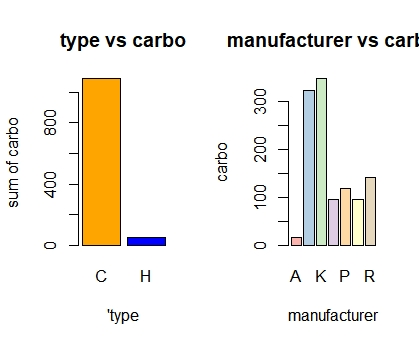 type vs carbo
sum of carbo
0
400
800
C
H
'type
manufacturer vs carb
carbo
0
100
200
300
A
K
P
R
manufacturer